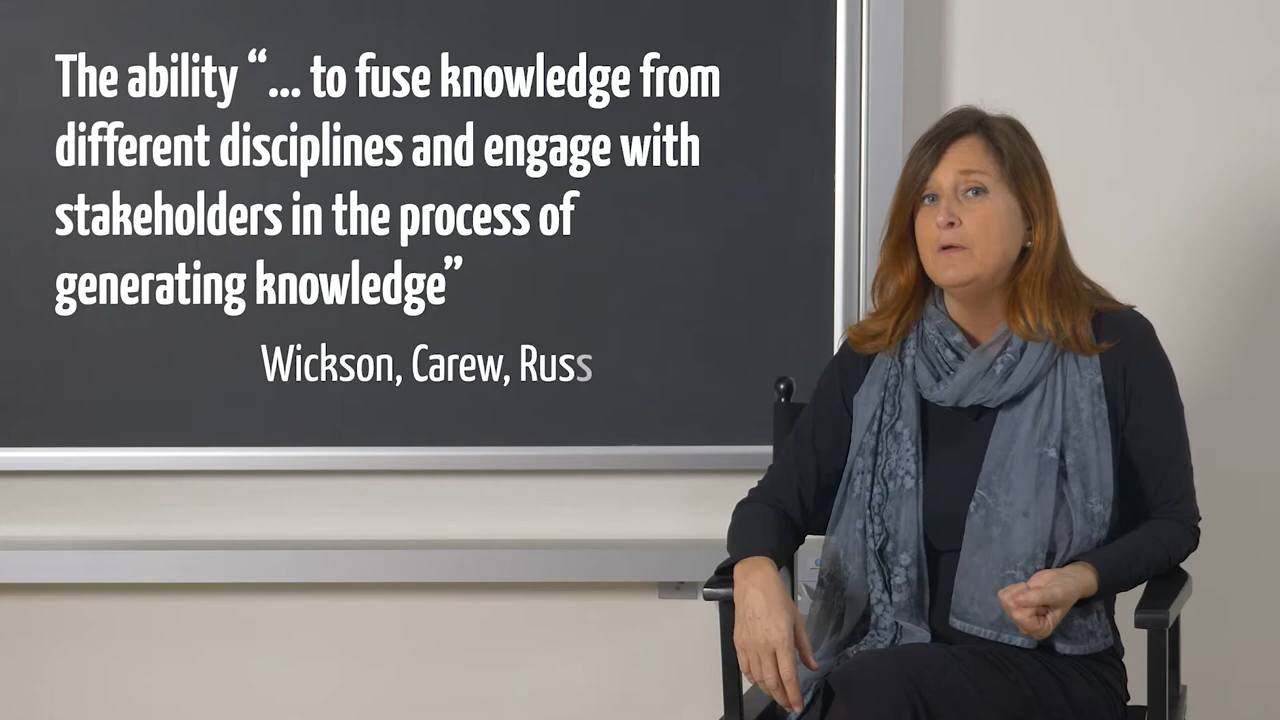 The ability “... to fuse knowledge from
different disciplines and engage with
stakeholders in the process of
generating knowledge”
Wickson, Carew, Russ